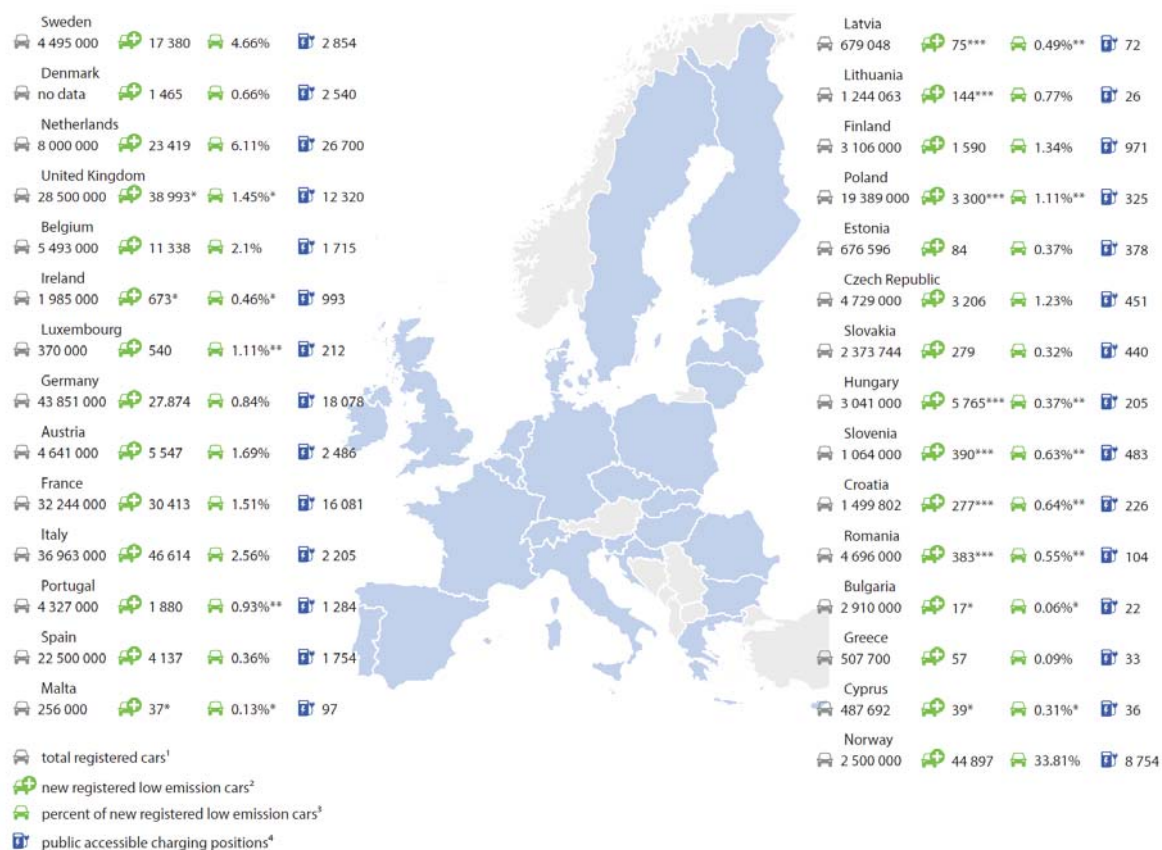 Sweden
4 495 000 17 380 4.66% 2 854
Denmark
no data 1 465 0.66% 2 540
Netherlands
8 000 000 23 419 6.11% 26 700
United Kingdom
28 500 000 38 993* 1.45%* 12 320
Belgium
5 493 000 11 338 2.1% 1 715
Ireland
1 985 000 673* 0.46%* 993
Luxembourg
370 000 540 1.11%** 212
Germany
43 851 000 27.874 0.84% 18 078
Austria
4 641 000 5 547 1.69% 2 486
France
32 244 000 30 413 1.51% 16 081
Italy
36 963 000 46 614 2.56% 2 205
Portugal
4 327 000 1 880 0.93%** 1 284
Spain
22 500 000 4 137 0.36% 1 754
Malta
256 000 37* 0.13%* 97
total registered cars¹
new registered low emission cars²
percent of new registered low emission cars³
public accessible charging positions⁴
Latvia
679 048 75*** 0.49%** 72
Lithuania
1 244 063 144*** 0.77% 26
Finland
3 106 000 1 590 1.34% 971
Poland
19 389 000 3 300*** 1.11%** 325
Estonia
676 596 84 0.37% 378
Czech Republic
4 729 000 3 206 1.23% 451
Slovakia
2 373 744 279 0.32% 440
Hungary
3 041 000 5 765*** 0.37%** 205
Slovenia
1 064 000 390*** 0.63%** 483
Croatia
1 499 802 277*** 0.64%** 226
Romania
4 696 000 383*** 0.55%** 104
Bulgaria
2 910 000 17* 0.06%* 22
Greece
507 700 57 0.09% 33
Cyprus
487 692 39* 0.31%* 36
Norway
2 500 000 44 897 33.81% 8 754